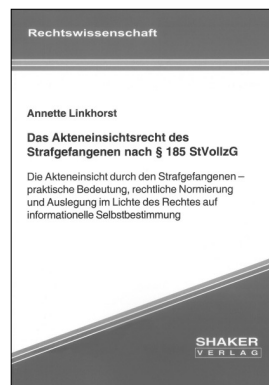 Rechtswissenschaft
Annette Linkhorst
Das Akteneinsichtsrecht des
Strafgefangenen nach § 185 StVollzG
Die Akteneinsicht durch den Strafgefangenen –
praktische Bedeutung, rechtliche Normierung
und Auslegung im Lichte des Rechtes auf
informationelle Selbstbestimmung
SHAKER
VERLAG